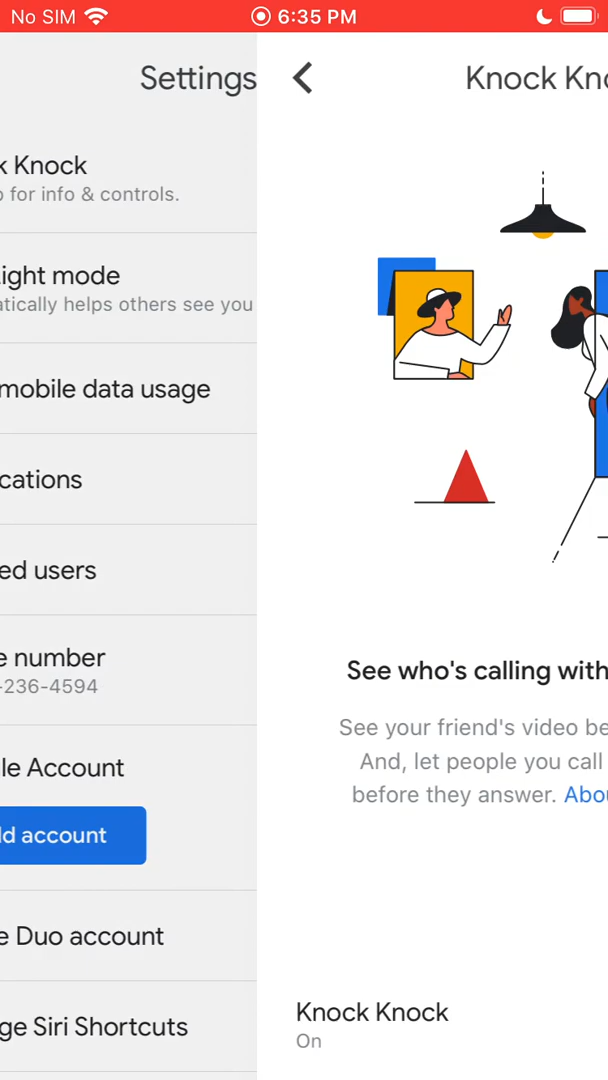 No SIM 6:35 PM
Settings
k Knock
o for info & controls.
ight mode
atically helps others see you
mobile data usage
cations
ed users
e number
-236-4594
le Account
d account
e Duo account
ge Siri Shortcuts
Knock Kno
See who's calling with
See your friend's video be
And, let people you call
before they answer. Abou
Knock Knock
On